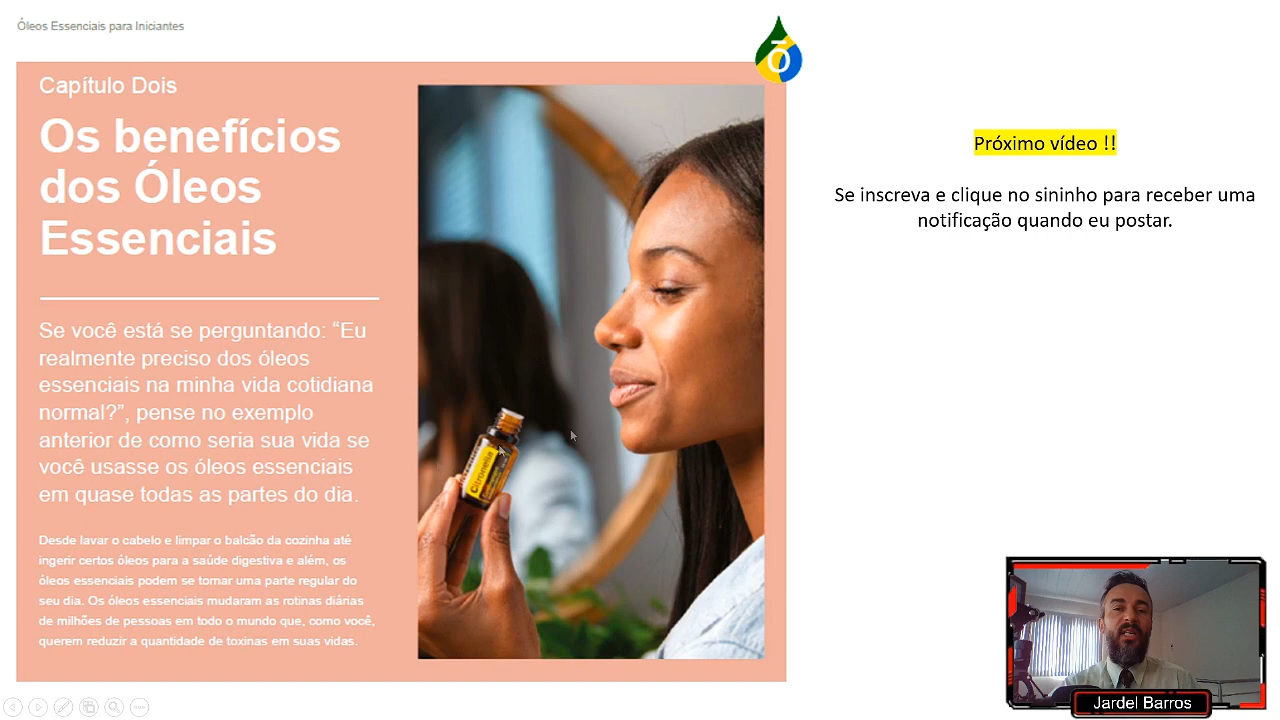 Óleos Essenciais para Iniciantes
ō
Capítulo Dois
Os benefícios
dos Óleos
Essenciais
Se você está se perguntando: “Eu
realmente preciso dos óleos
essenciais na minha vida cotidiana
normal?”, pense no exemplo
anterior de como seria sua vida se
você usasse os óleos essenciais
em quase todas as partes do dia.
Desde lavar o cabelo e limpar o balcão da cozinha até
ingerir certos óleos para a saúde digestiva e além, os
óleos essenciais podem se tornar uma parte regular do
seu dia. Os óleos essenciais mudaram as rotinas diárias
de milhões de pessoas em todo o mundo que, como você,
querem reduzir a quantidade de toxinas em suas vidas.
Citronella
Próximo vídeo !!
Se inscreva e clique no sininho para receber uma
notificação quando eu postar.
Jardel Barros